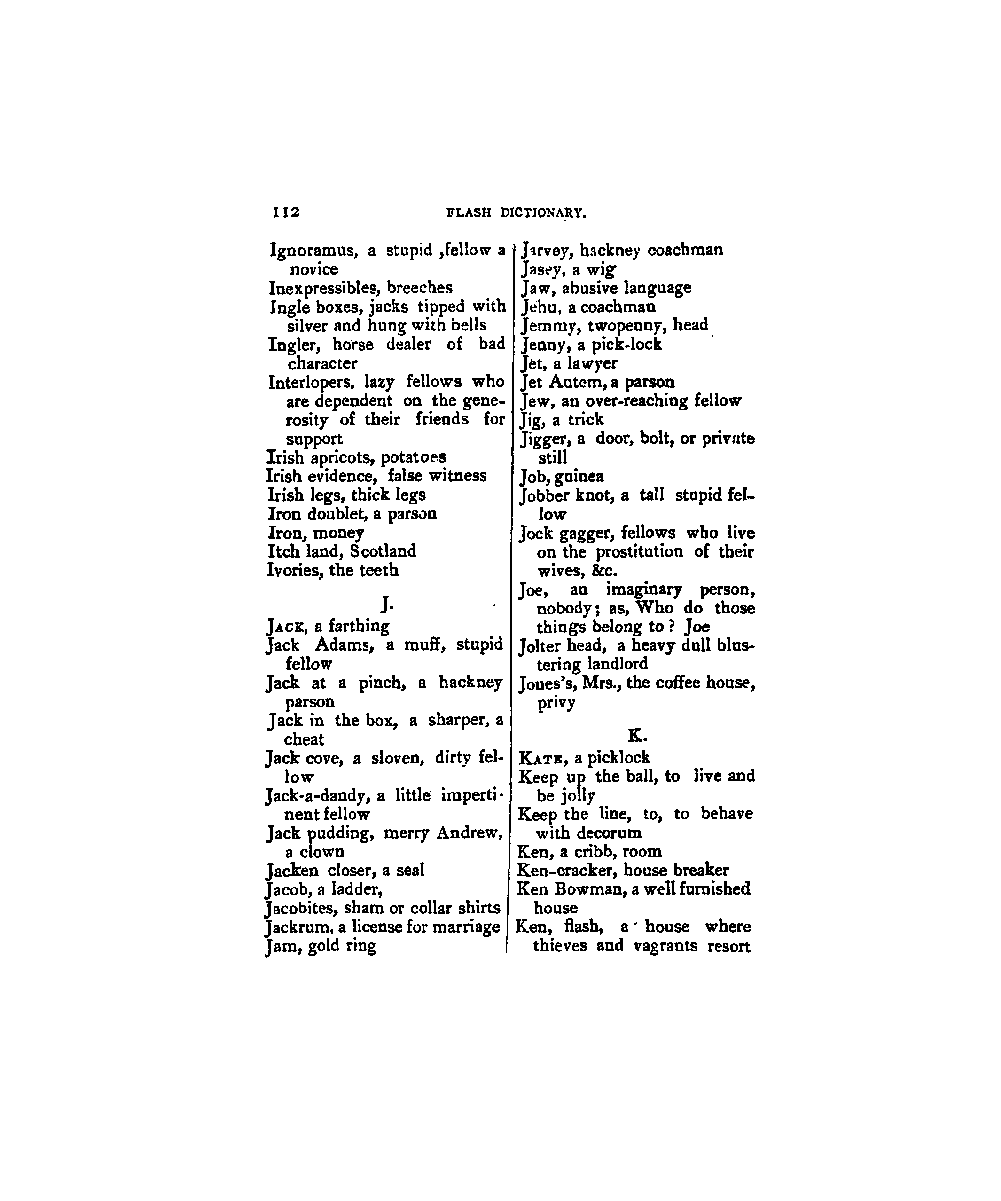 112 FLASH DICTIONARY.
Ignoramus, a stupid ,fellow a
novice
Inexpressibles, breeches
Ingle boxes, jacks tipped with
silver and hung with bells
Ingler, horse dealer of bad
character
Interlopers, lazy fellows who
are dependent on the gene-
rosity of their friends for
support
Irish apricots, potatoes
Irish evidence, false witness
Irish legs, thick legs
Iron doublet, a parson
Iron, money
Itch land, Scotland
Ivories, the teeth
J.
JACK, a farthing
Jack Adams, a muff, stupid
fellow
Jack at a pinch, a hackney
parson
Jack in the box, a sharper, a
cheat
Jack cove, a sloven, dirty fel-
low
Jack-a-dandy, a little imperti-
nent fellow
Jack pudding, merry Andrew,
a clown
Jacken closer, a seal
Jacob, a ladder,
Jacobites, sham or collar shirts
Jackrum, a license for marriage
Jam, gold ring
Jarvey, hackney coachman
Jasey, a wig
Jaw, abusive language
Jehu, a coachman
Jemmy, twopenny, head
Jenny, a pick-lock
Jet, a lawyer
Jet Autem, a parson
Jew, an over-reaching fellow
Jig, a trick
Jigger, a door, bolt, or private
still
Job, guinea
Jobber knot, a tall stupid fel-
low
Jock gagger, fellows who live
on the prostitution of their
wives, &c.
Joe, an imaginary person,
nobody; as, Who do those
things belong to? Joe
Jolter head, a heavy dull blus-
tering landlord
Jones's, Mrs., the coffee house,
privy
K.
KATE, a picklock
Keep up the ball, to live and
be jolly
Keep the line, to, to behave
with decorum
Ken, a cribb, room
Ken-cracker, house breaker
Ken Bowman, a well furnished
house
Ken, flash, a house where
thieves and vagrants resort